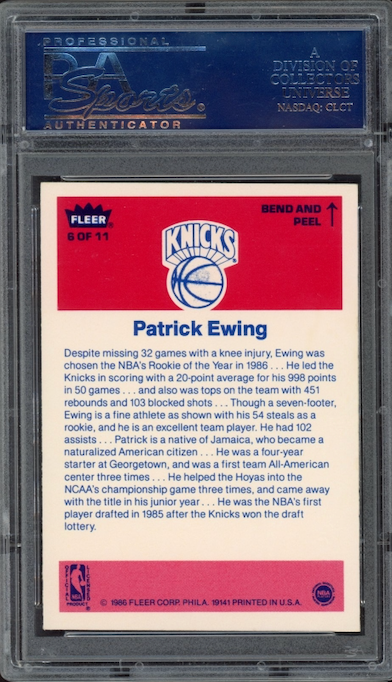 PROFESSIONAL
PSA
Sports®
AUTHENTICATOR
A
DIVISION OF
COLLECTORS
UNIVERSE
NASDAQ: CLCT
FLEER®
6 OF 11
BEND AND
PEEL
KNICKS
Patrick Ewing
Despite missing 32 games with a knee injury, Ewing was
chosen the NBA's Rookie of the Year in 1986 . . . He led the
Knicks in scoring with a 20-point average for his 998 points
in 50 games . . . and also was tops on the team with 451
rebounds and 103 blocked shots . . . Though a seven-footer,
Ewing is a fine athlete as shown with his 54 steals as a
rookie, and he is an excellent team player. He had 102
assists . . . Patrick is a native of Jamaica, who became a
naturalized American citizen . . . He was a four-year
starter at Georgetown, and was a first team All-American
center three times . . . He helped the Hoyas into the
NCAA's championship game three times, and came away
with the title in his junior year . . . He was the NBA's first
player drafted in 1985 after the Knicks won the draft
lottery.
OFFICIAL
LICENSED
NBA
PRODUCT
© 1986 FLEER CORP. PHILA. 19141 PRINTED IN U.S.A.
NBA